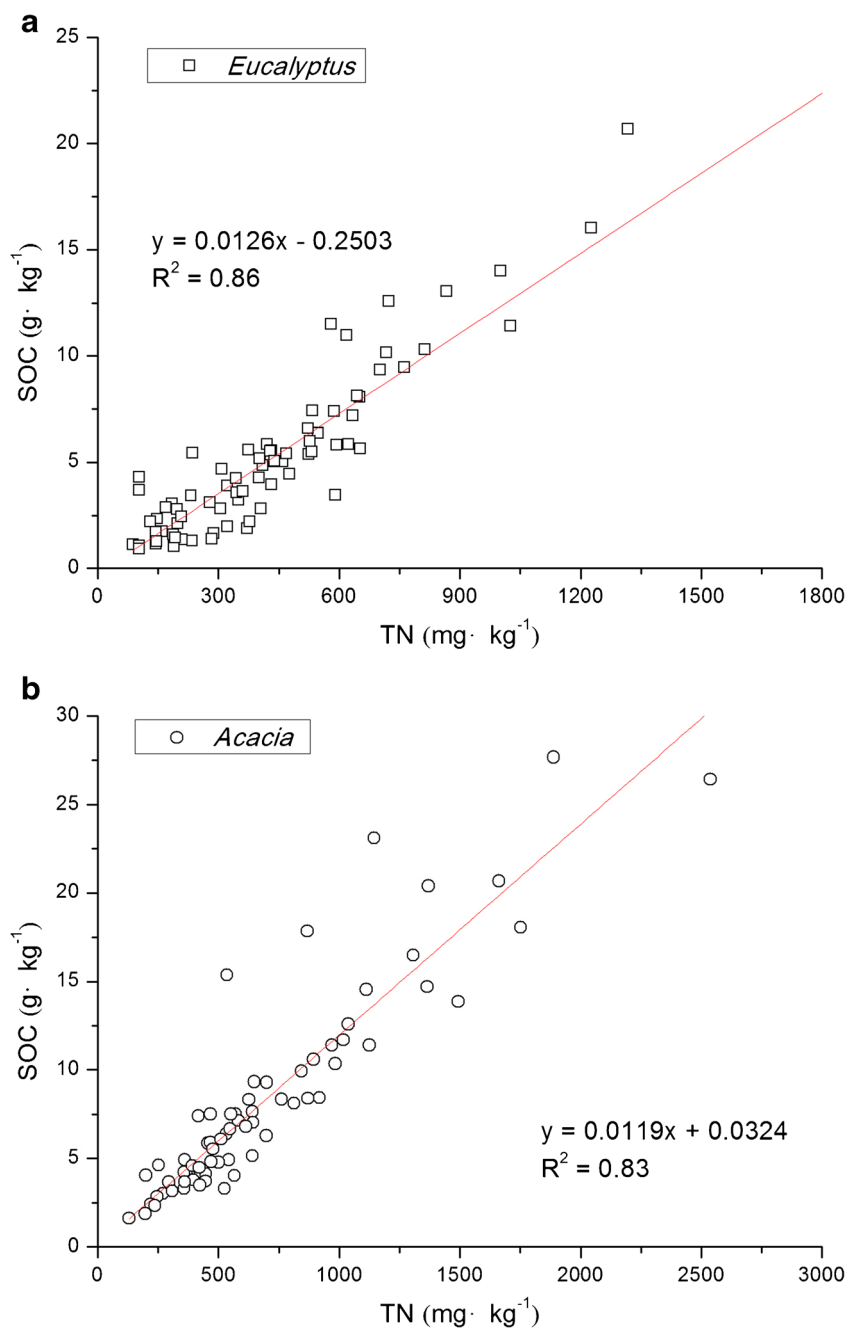 a
25
20
15
10
5
0
SOC (g· kg⁻¹)
Eucalyptus
y = 0.0126x - 0.2503
R² = 0.86
0 300 600 900 1200 1500 1800
TN (mg· kg⁻¹)
b
30
25
20
15
10
5
0
SOC (g· kg⁻¹)
Acacia
y = 0.0119x + 0.0324
R² = 0.83
0 500 1000 1500 2000 2500 3000
TN (mg· kg⁻¹)